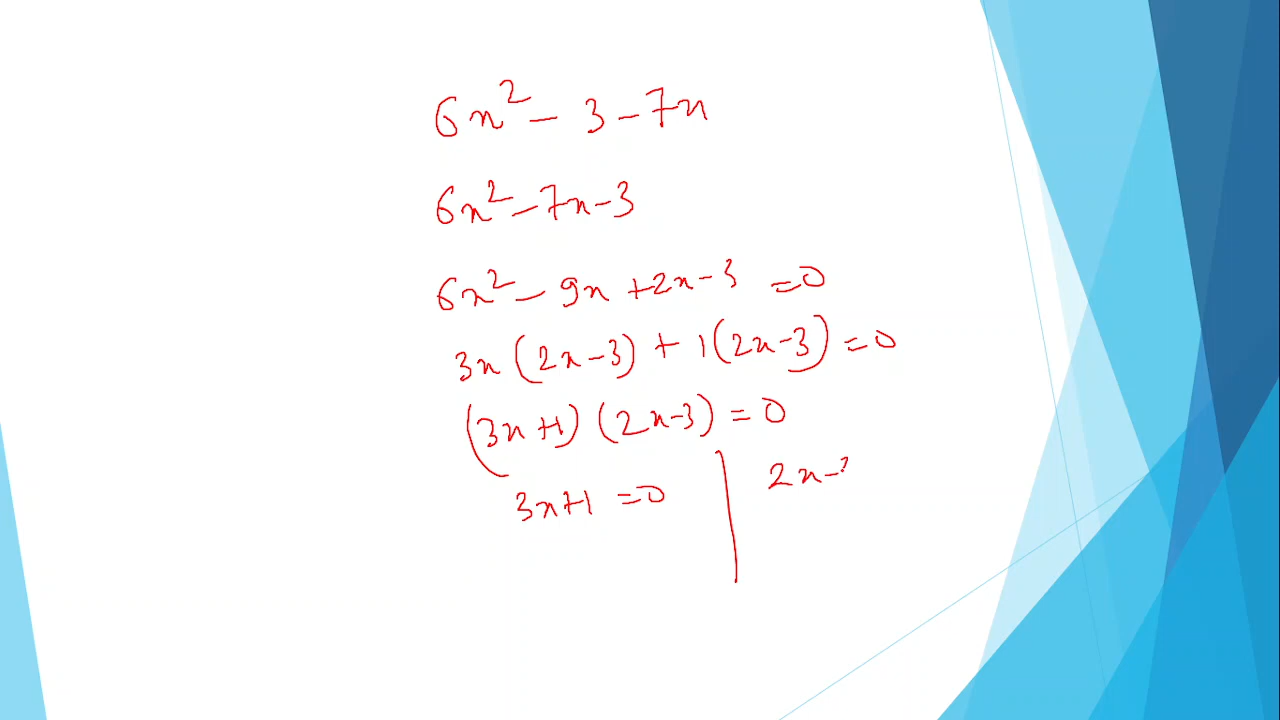 6x² - 3 - 7x
6x² - 7x - 3
6x² - 9x + 2x - 3 = 0
3x (2x - 3) + 1 (2x - 3) = 0
(3x + 1) (2x - 3) = 0
3x + 1 = 0 | 2x -